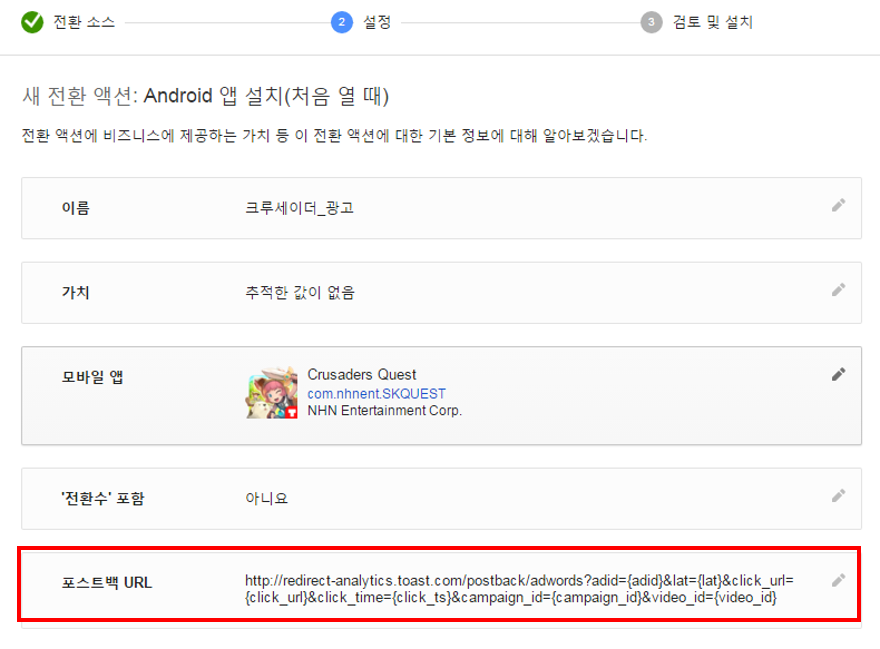 전환 소스
2 설정
3 검토 및 설치
새 전환 액션: Android 앱 설치(처음 열 때)
전환 액션에 비즈니스에 제공하는 가치 등 이 전환 액션에 대한 기본 정보에 대해 알아보겠습니다.
이름 크루세이더_광고
가치 추적한 값이 없음
모바일 앱 Crusaders Quest
com.nhnent.SKQUEST
NHN Entertainment Corp.
'전환수' 포함 아니요
포스트백 URL http://redirect-analytics.toast.com/postback/adwords?adid={adid}&lat={lat}&click_url=
{click_url}&click_time={click_ts}&campaign_id={campaign_id}&video_id={video_id}